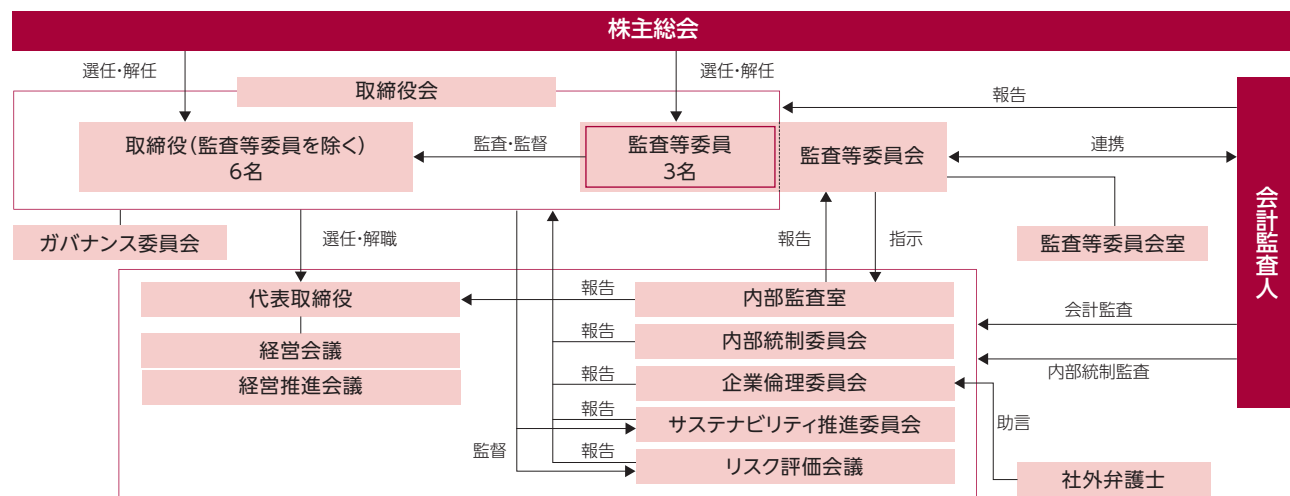 株主総会
選任・解任
選任・解任
取締役会
報告
取締役（監査等委員を除く）
6名
監査・監督
監査等委員
3名
監査等委員会
連携
会計監査人
ガバナンス委員会
選任・解職
報告
指示
監査等委員会室
代表取締役
報告
内部監査室
会計監査
経営会議
報告
内部統制委員会
内部統制監査
経営推進会議
報告
企業倫理委員会
報告
サステナビリティ推進委員会
助言
監督
報告
リスク評価会議
社外弁護士